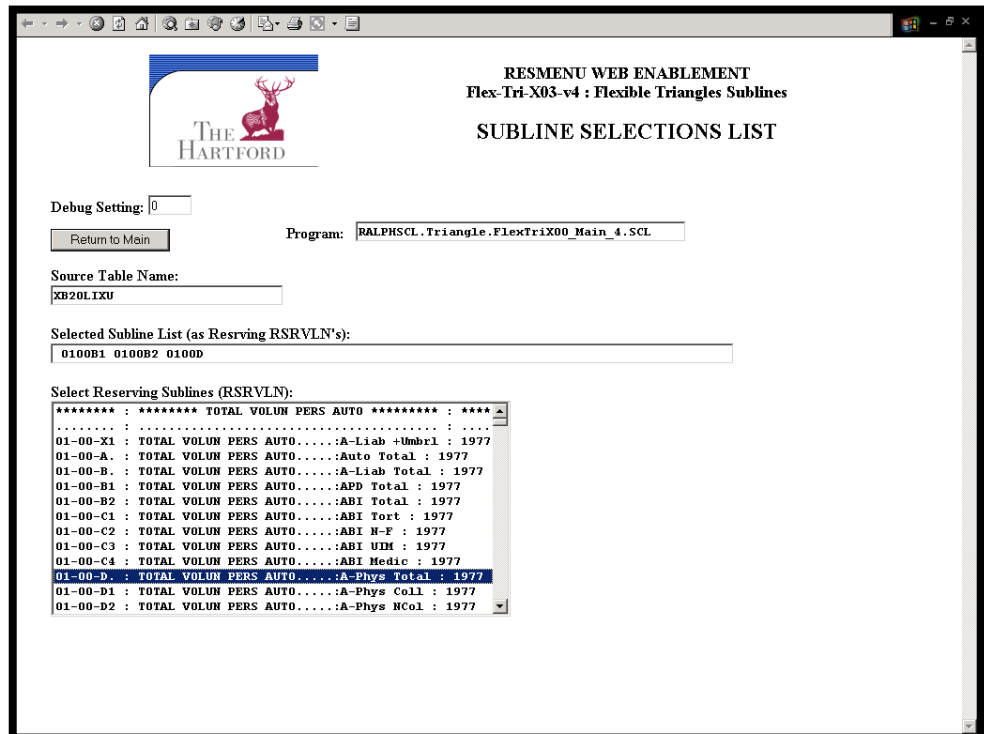 THE
HARTFORD
RESMENU WEB ENABLEMENT
Flex-Tri-X03-v4 : Flexible Triangles Sublines
SUBLINE SELECTIONS LIST
Debug Setting: 0
Return to Main
Program: RALPHSCL.Triangle.FlexTriX00_Main_4.SCL
Source Table Name:
XB20LIXU
Selected Subline List (as Resrving RSRVLN's):
0100B1 0100B2 0100D
Select Reserving Sublines (RSRVLN):
******** : ******** TOTAL VOLUN PERS AUTO ********* : ****
........ : ....................................... : ....
01-00-X1 : TOTAL VOLUN PERS AUTO.....:A-Liab +Umbrl : 1977
01-00-A. : TOTAL VOLUN PERS AUTO.....:Auto Total : 1977
01-00-B. : TOTAL VOLUN PERS AUTO.....:A-Liab Total : 1977
01-00-B1 : TOTAL VOLUN PERS AUTO.....:APD Total : 1977
01-00-B2 : TOTAL VOLUN PERS AUTO.....:ABI Total : 1977
01-00-C1 : TOTAL VOLUN PERS AUTO.....:ABI Tort : 1977
01-00-C2 : TOTAL VOLUN PERS AUTO.....:ABI N-F : 1977
01-00-C3 : TOTAL VOLUN PERS AUTO.....:ABI UIM : 1977
01-00-C4 : TOTAL VOLUN PERS AUTO.....:ABI Medic : 1977
01-00-D. : TOTAL VOLUN PERS AUTO.....:A-Phys Total : 1977
01-00-D1 : TOTAL VOLUN PERS AUTO.....:A-Phys Coll : 1977
01-00-D2 : TOTAL VOLUN PERS AUTO.....:A-Phys NCol : 1977